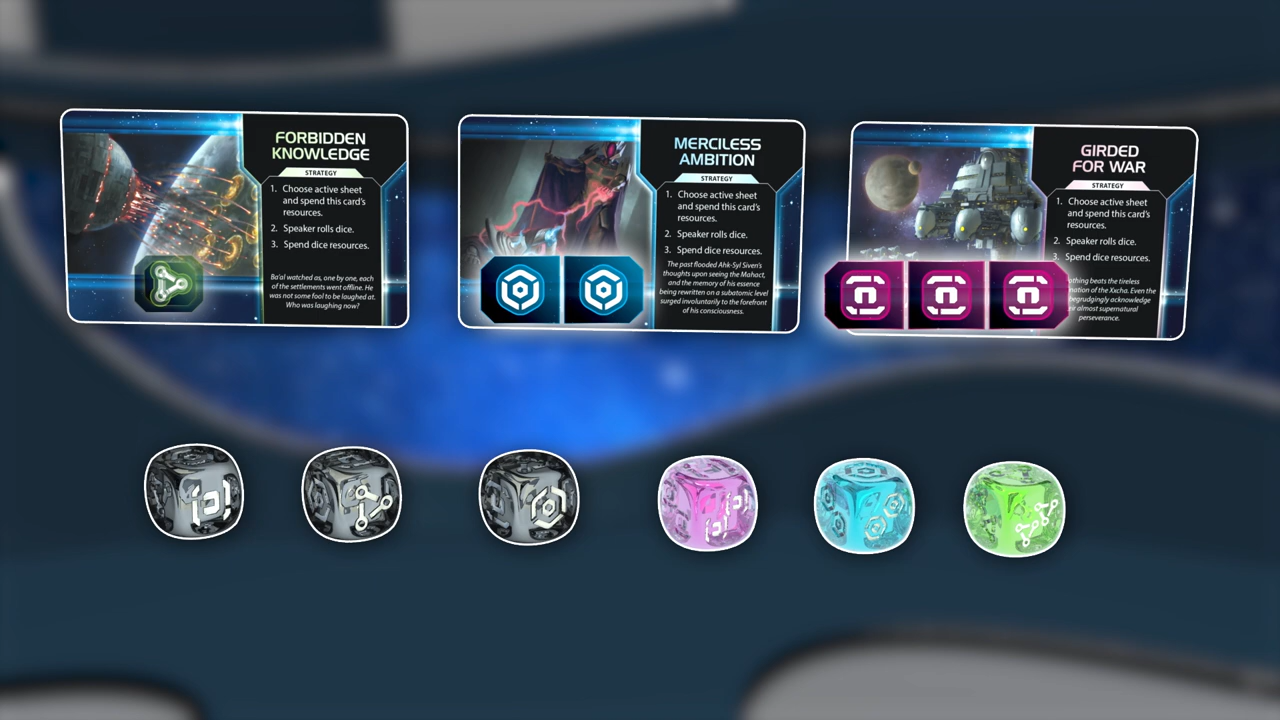 FORBIDDEN
KNOWLEDGE
STRATEGY
1. Choose active sheet
and spend this card's
resources.
2. Speaker rolls dice.
3. Spend dice resources.
Ba'al watched as, one by one, each
of the settlements went offline. He
was not some fool to be laughed at.
Who was laughing now?
MERCILESS
AMBITION
STRATEGY
1. Choose active sheet
and spend this card's
resources.
2. Speaker rolls dice.
3. Spend dice resources.
The past flooded Ahk-Syl Siven's
thoughts upon seeing the Mahact,
and the memory of his essence
being rewritten on a subatomic level
surged involuntarily to the forefront
of his consciousness.
GIRDED
FOR WAR
STRATEGY
1. Choose active sheet
and spend this card's
resources.
2. Speaker rolls dice.
3. Spend dice resources.
beats the tireless
of the Xxcha. Even the
begrudgingly acknowledge
almost supernatural
perseverance.